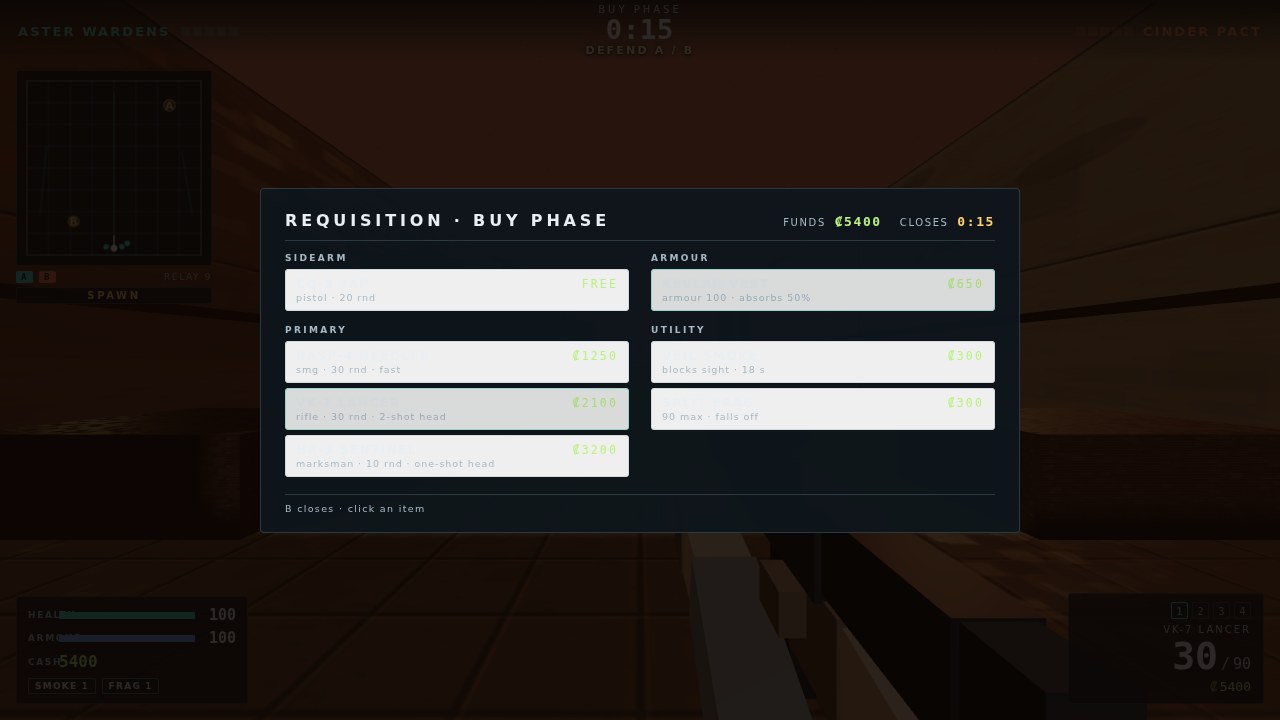 BUY PHASE
ASTER WARDENS
0:15
CINDER PACT
DEFEND A / B
A
B
A B RELAY 9
SPAWN
REQUISITION · BUY PHASE
FUNDS ₡5400 CLOSES 0:15
SIDEARM
FREE
pistol · 20 rnd
ARMOUR
₡650
armour 100 · absorbs 50%
PRIMARY
₡1250
smg · 30 rnd · fast
₡2100
rifle · 30 rnd · 2-shot head
₡3200
marksman · 10 rnd · one-shot head
UTILITY
₡300
blocks sight · 18 s
₡300
90 max · falls off
B closes · click an item
HEALTH 100
ARMOUR 100
CASH 5400
SMOKE 1 FRAG 1
1 2 3 4
VK-7 LANCER
30 / 90
₡5400